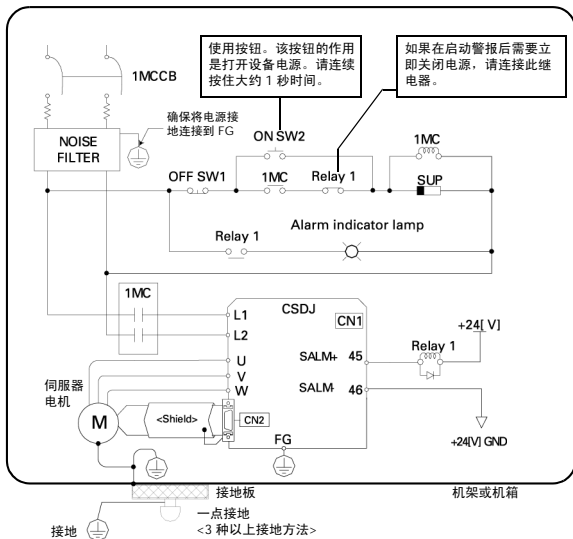 使用按钮。该按钮的作用
是打开设备电源。请连续
按住大约 1 秒时间。
如果在启动警报后需要立
即关闭电源，请连接此继
电器。
1MCCB
确保将电源接
地连接到 FG
NOISE
FILTER
ON SW2
1MC
OFF SW1
1MC
Relay 1
SUP
Alarm indicator lamp
Relay 1
1MC
L1
L2
U
V
W
CSDJ
CN1
SALM+ 45
SALM- 46
+24[ V]
Relay 1
+24[V] GND
伺服器
电机
M
<Shield>
CN2
FG
接地板
机架或机箱
一点接地
<3 种以上接地方法>
接地